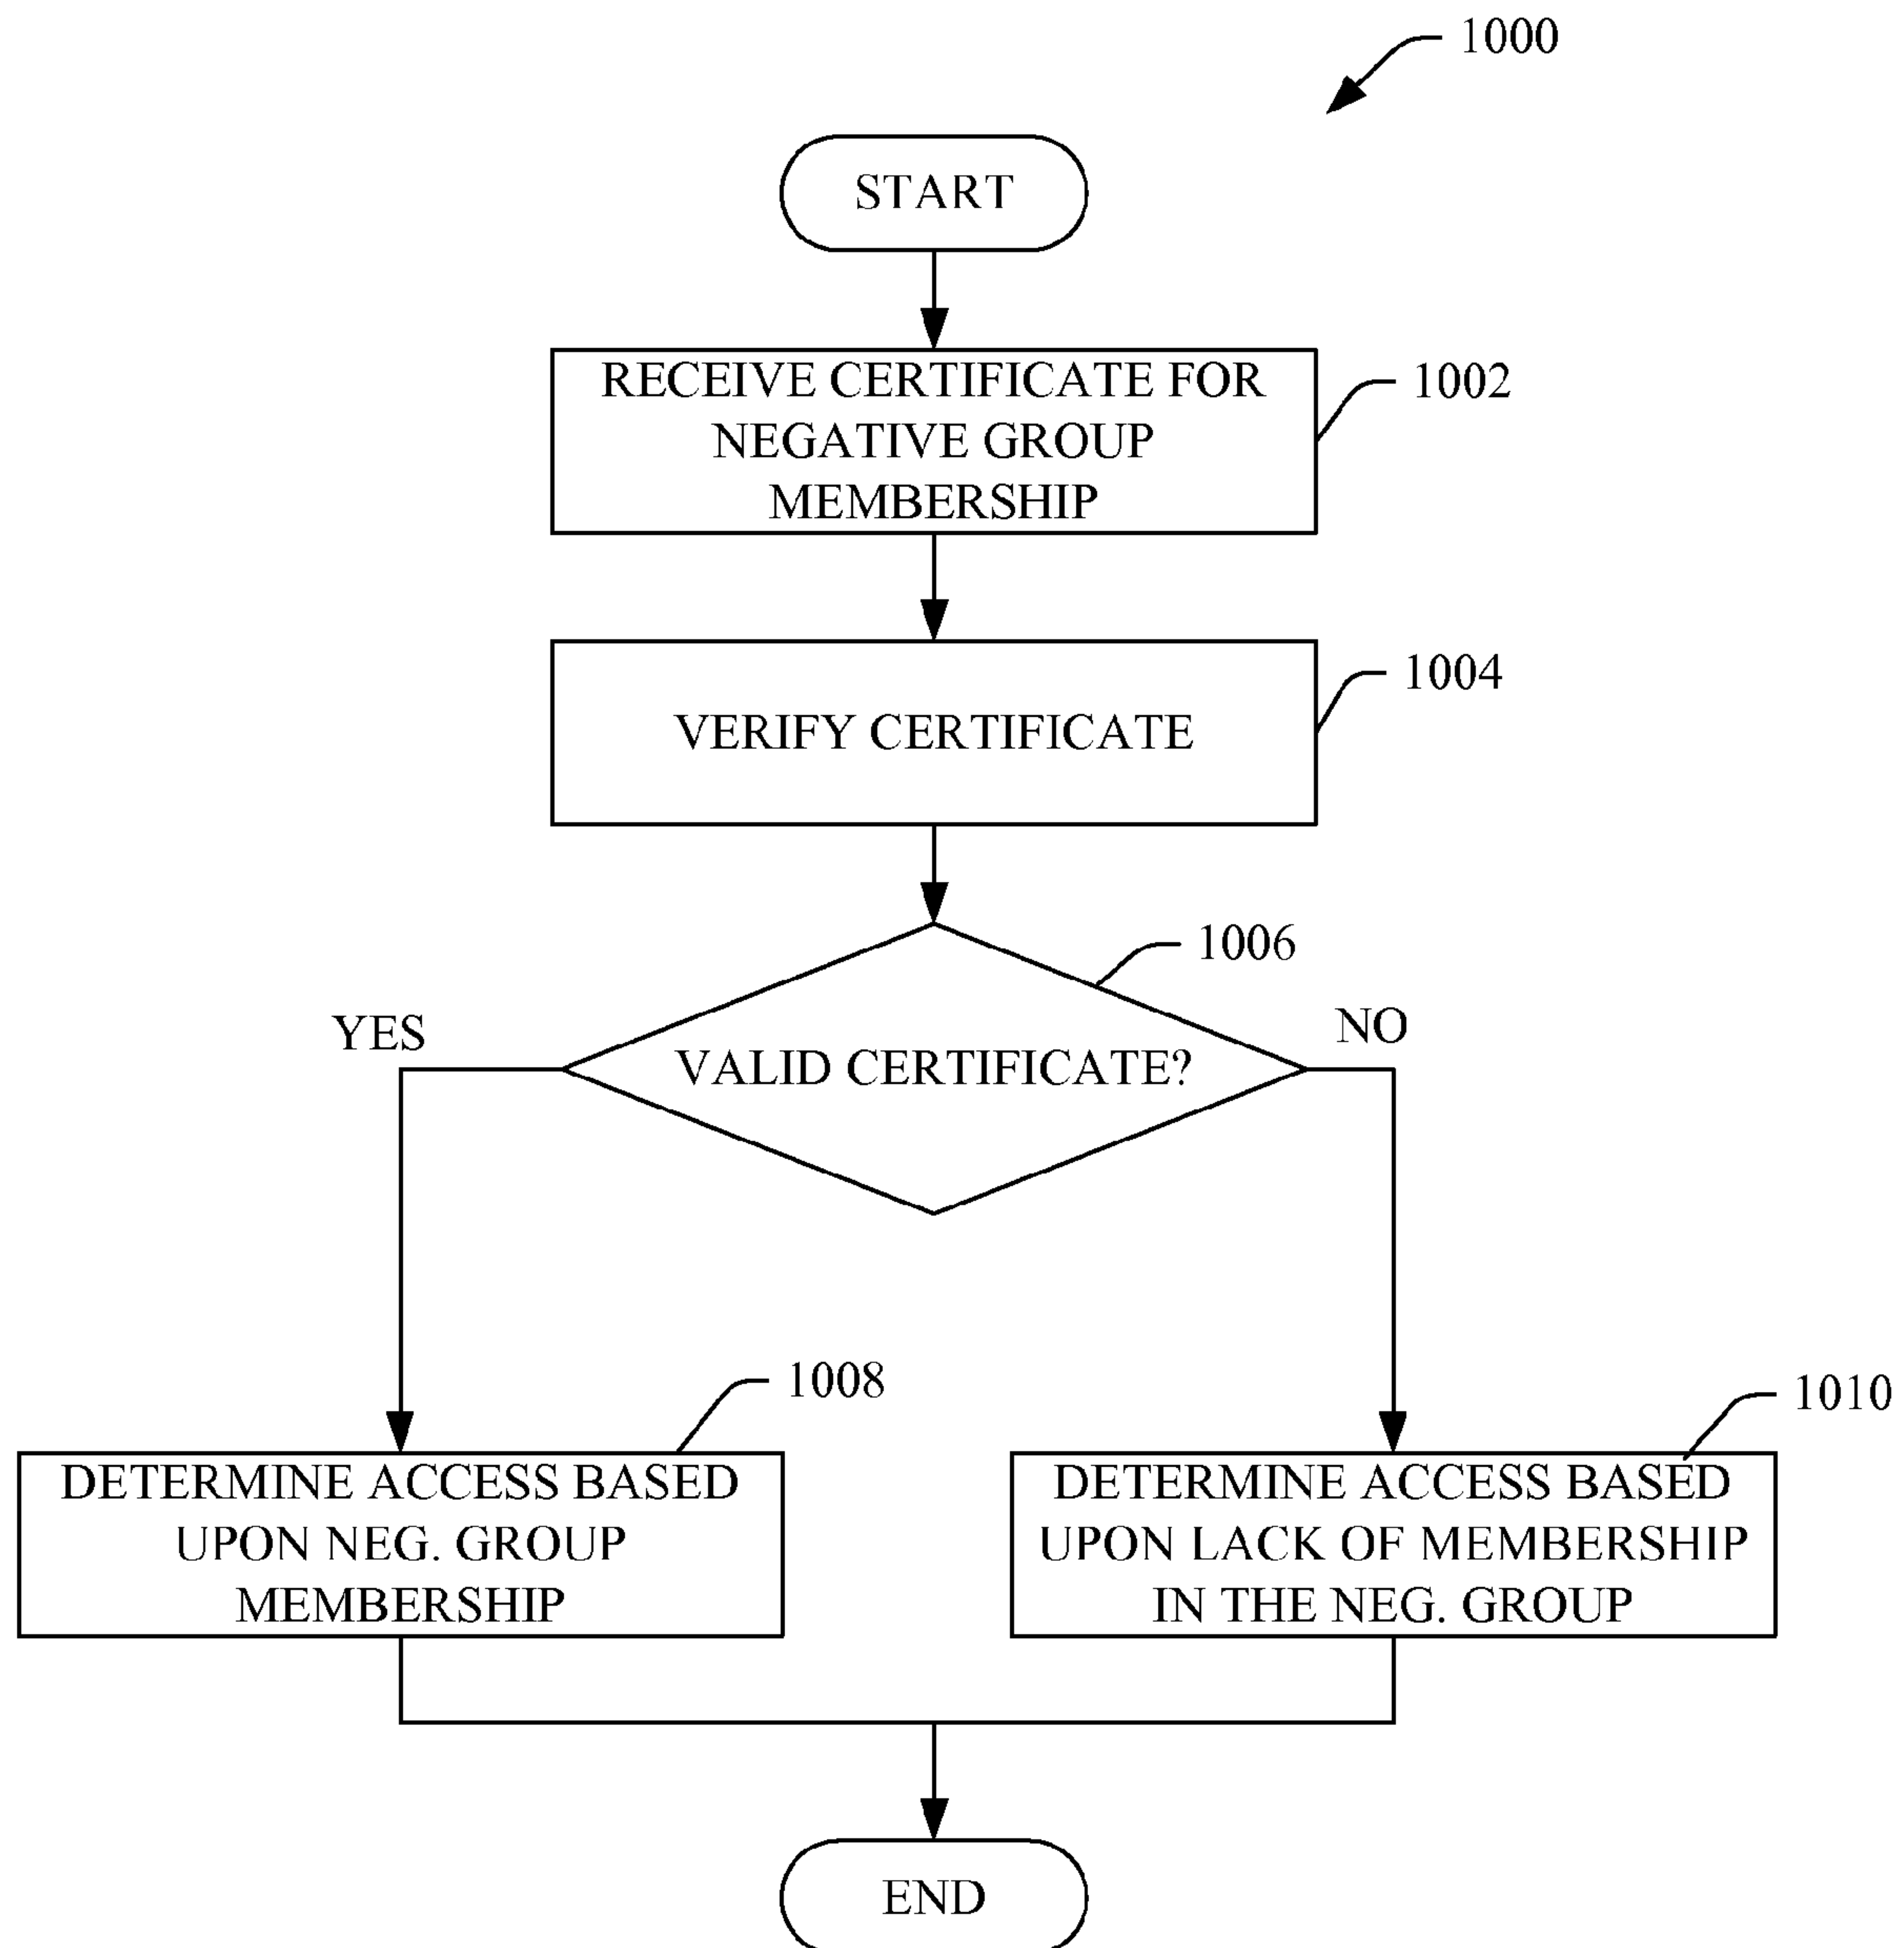 1000
START
RECEIVE CERTIFICATE FOR
NEGATIVE GROUP
MEMBERSHIP
1002
VERIFY CERTIFICATE
1004
1006
YES
NO
VALID CERTIFICATE?
1008
1010
DETERMINE ACCESS BASED
UPON NEG. GROUP
MEMBERSHIP
DETERMINE ACCESS BASED
UPON LACK OF MEMBERSHIP
IN THE NEG. GROUP
END